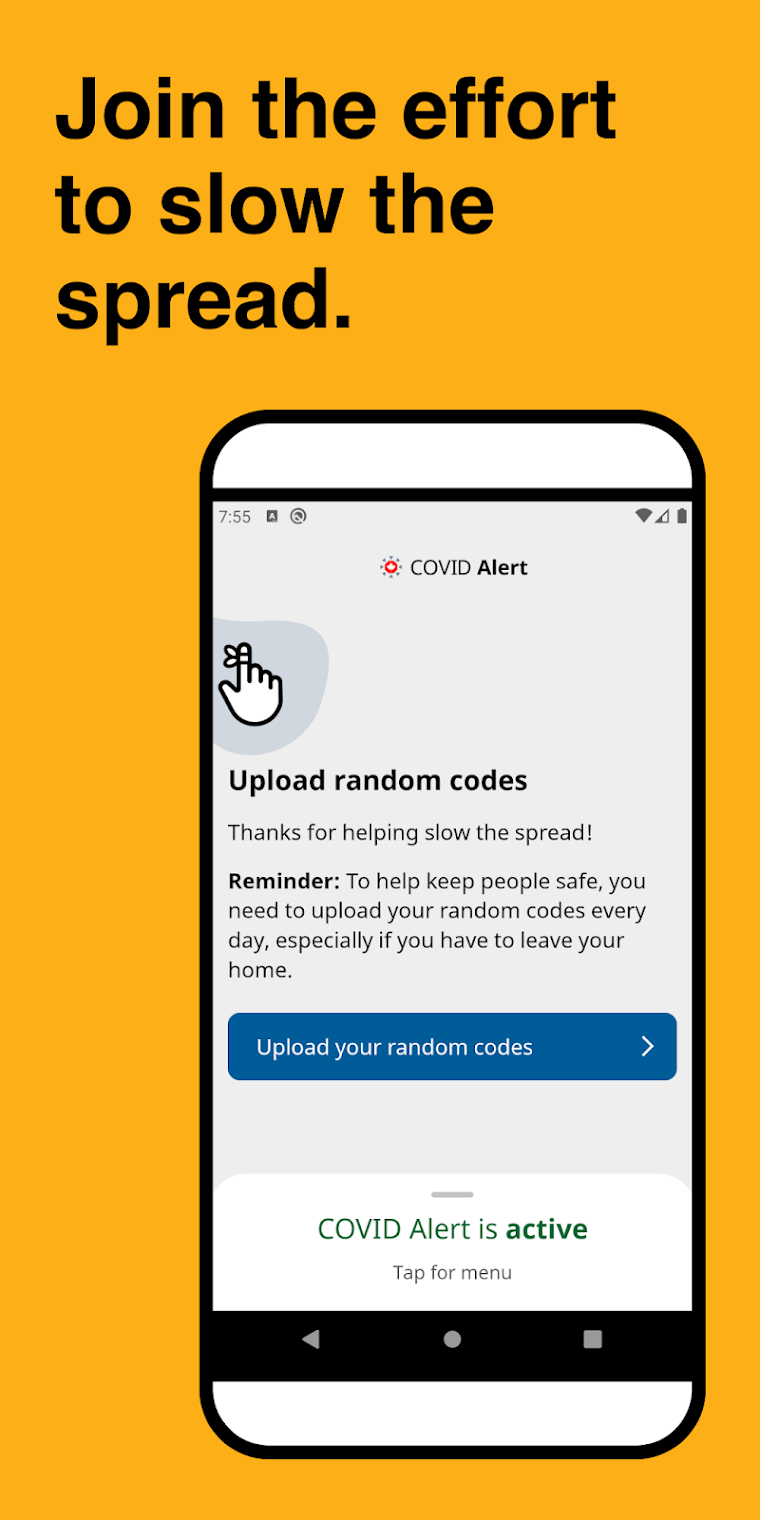 Join the effort
to slow the
spread.
7:55
COVID Alert
Upload random codes
Thanks for helping slow the spread!
Reminder: To help keep people safe, you
need to upload your random codes every
day, especially if you have to leave your
home.
Upload your random codes
COVID Alert is active
Tap for menu